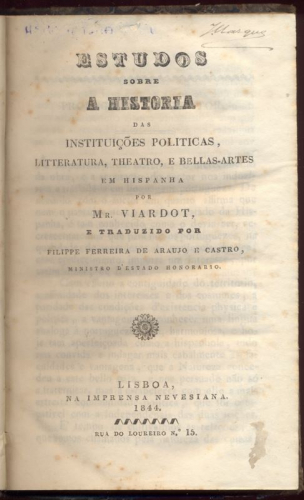 JMarques
ESTUDOS
SOBRE
A HISTORIA
DAS
INSTITUIÇÕES POLITICAS,
LITTERATURA, THEATRO, E BELLAS-ARTES
EM HISPANHA
POR
MR. VIARDOT,
E TRADUZIDO POR
FILIPPE FERREIRA DE ARAUJO E CASTRO,
MINISTRO D'ESTADO HONORARIO.
LISBOA,
NA IMPRENSA NEVESIANA.
1844.
RUA DO LOUREIRO N.º 15.